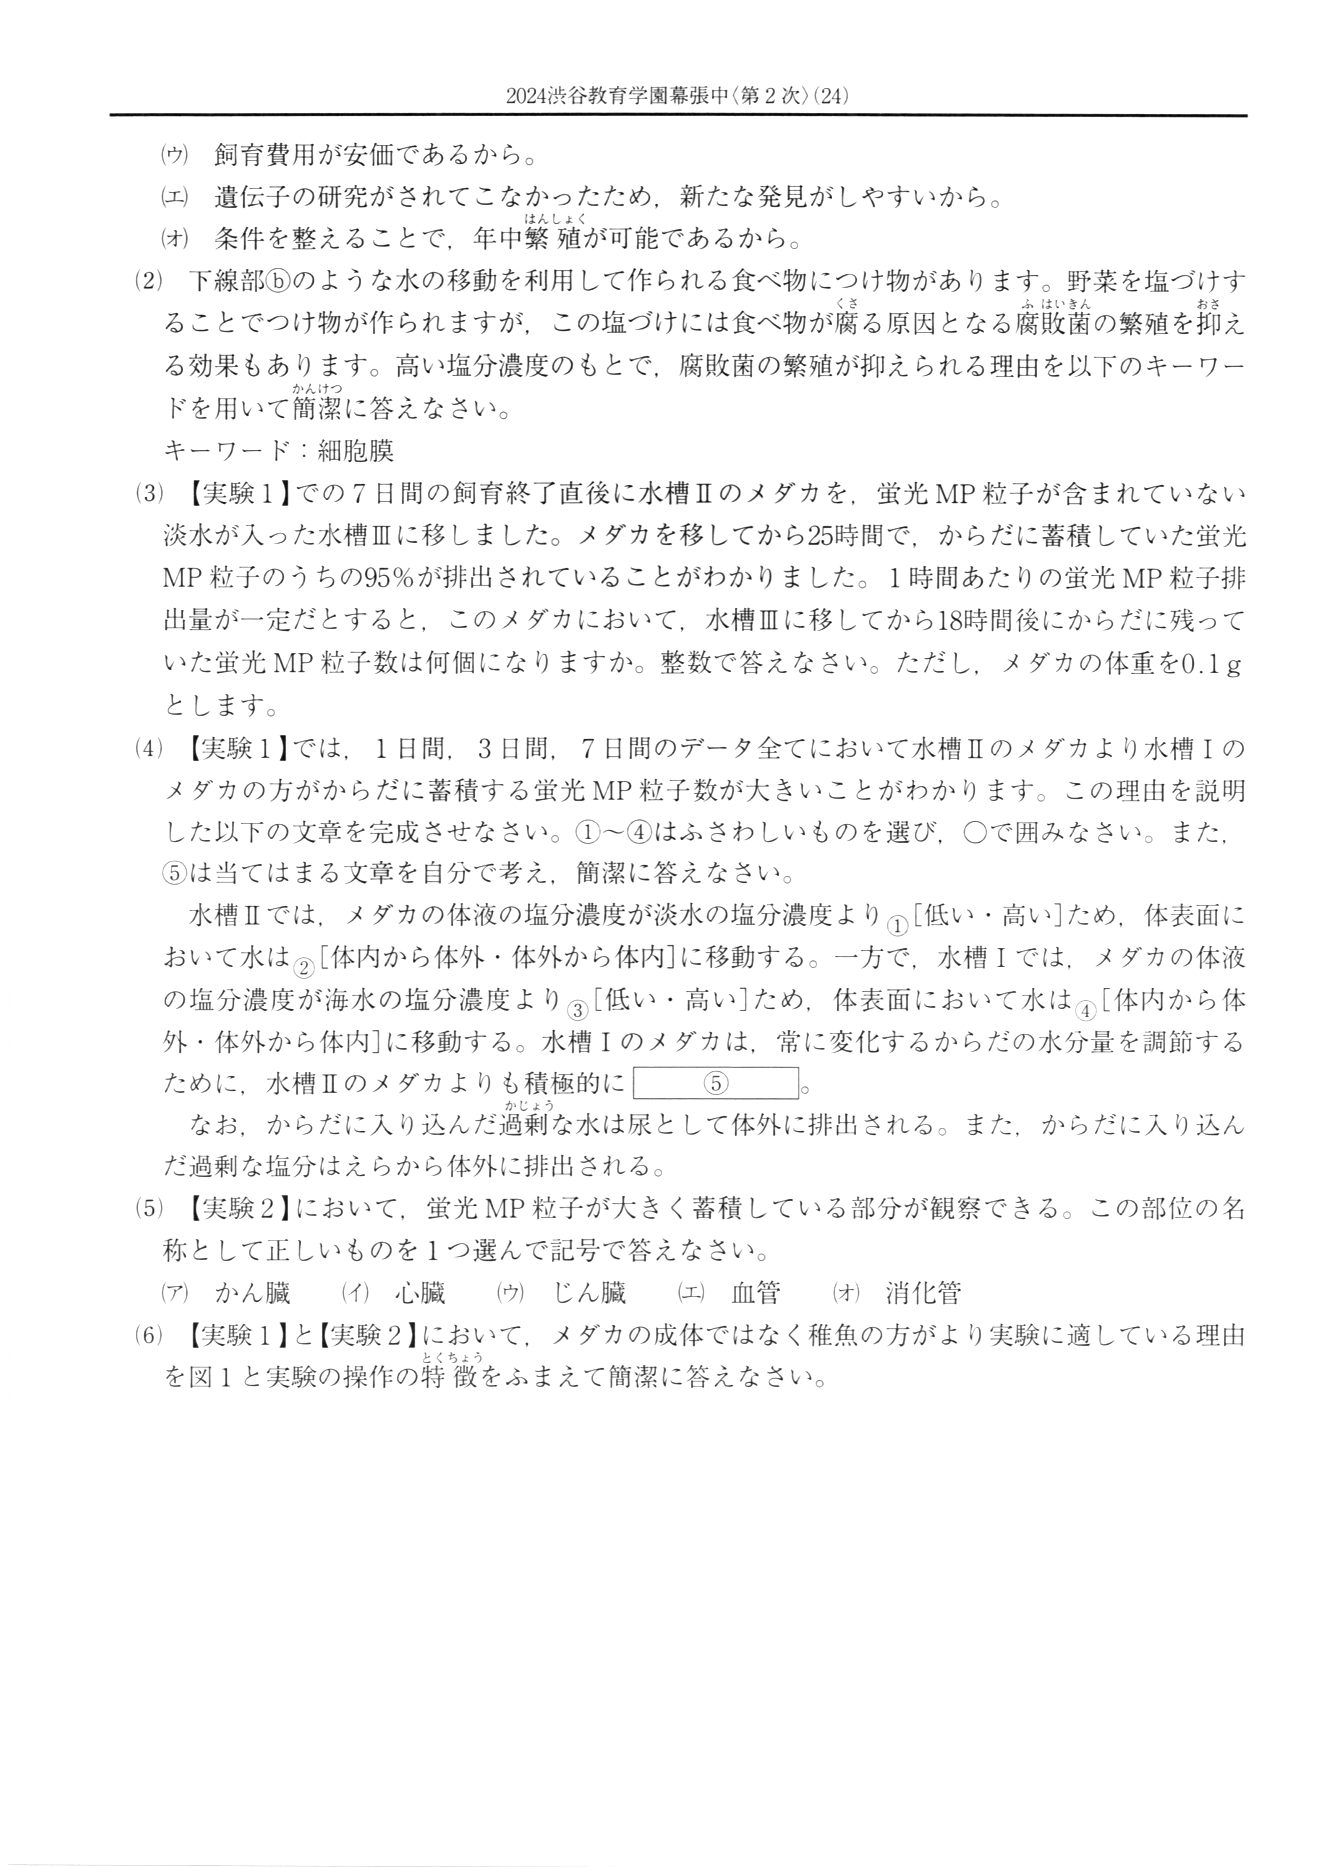 2024渋谷教育学園幕張中〈第2次〉(24)
(ウ) 飼育費用が安価であるから。
(エ) 遺伝子の研究がされてこなかったため，新たな発見がしやすいから。
(オ) 条件を整えることで，年中繁殖が可能であるから。
(2) 下線部ⓑのような水の移動を利用して作られる食べ物につけ物があります。野菜を塩づけす
ることでつけ物が作られますが，この塩づけには食べ物が腐る原因となる腐敗菌の繁殖を抑え
る効果もあります。高い塩分濃度のもとで，腐敗菌の繁殖が抑えられる理由を以下のキーワー
ドを用いて簡潔に答えなさい。
キーワード：細胞膜
(3) 【実験1】での7日間の飼育終了直後に水槽Ⅱのメダカを，蛍光MP粒子が含まれていない
淡水が入った水槽Ⅲに移しました。メダカを移してから25時間で，からだに蓄積していた蛍光
MP粒子のうちの95％が排出されていることがわかりました。1時間あたりの蛍光MP粒子排
出量が一定だとすると，このメダカにおいて，水槽Ⅲに移してから18時間後にからだに残って
いた蛍光MP粒子数は何個になりますか。整数で答えなさい。ただし，メダカの体重を0.1g
とします。
(4) 【実験1】では，1日間，3日間，7日間のデータ全てにおいて水槽Ⅱのメダカより水槽Ⅰの
メダカの方がからだに蓄積する蛍光MP粒子数が大きいことがわかります。この理由を説明
した以下の文章を完成させなさい。①〜④はふさわしいものを選び，○で囲みなさい。また，
⑤は当てはまる文章を自分で考え，簡潔に答えなさい。
水槽Ⅱでは，メダカの体液の塩分濃度が淡水の塩分濃度より①[低い・高い]ため，体表面に
おいて水は②[体内から体外・体外から体内]に移動する。一方で，水槽Ⅰでは，メダカの体液
の塩分濃度が海水の塩分濃度より③[低い・高い]ため，体表面において水は④[体内から体
外・体外から体内]に移動する。水槽Ⅰのメダカは，常に変化するからだの水分量を調節する
ために，水槽Ⅱのメダカよりも積極的に ⑤ 。
なお，からだに入り込んだ過剰な水は尿として体外に排出される。また，からだに入り込ん
だ過剰な塩分はえらから体外に排出される。
(5) 【実験2】において，蛍光MP粒子が大きく蓄積している部分が観察できる。この部位の名
称として正しいものを1つ選んで記号で答えなさい。
(ア) かん臓 (イ) 心臓 (ウ) じん臓 (エ) 血管 (オ) 消化管
(6) 【実験1】と【実験2】において，メダカの成体ではなく稚魚の方がより実験に適している理由
を図1と実験の操作の特徴をふまえて簡潔に答えなさい。